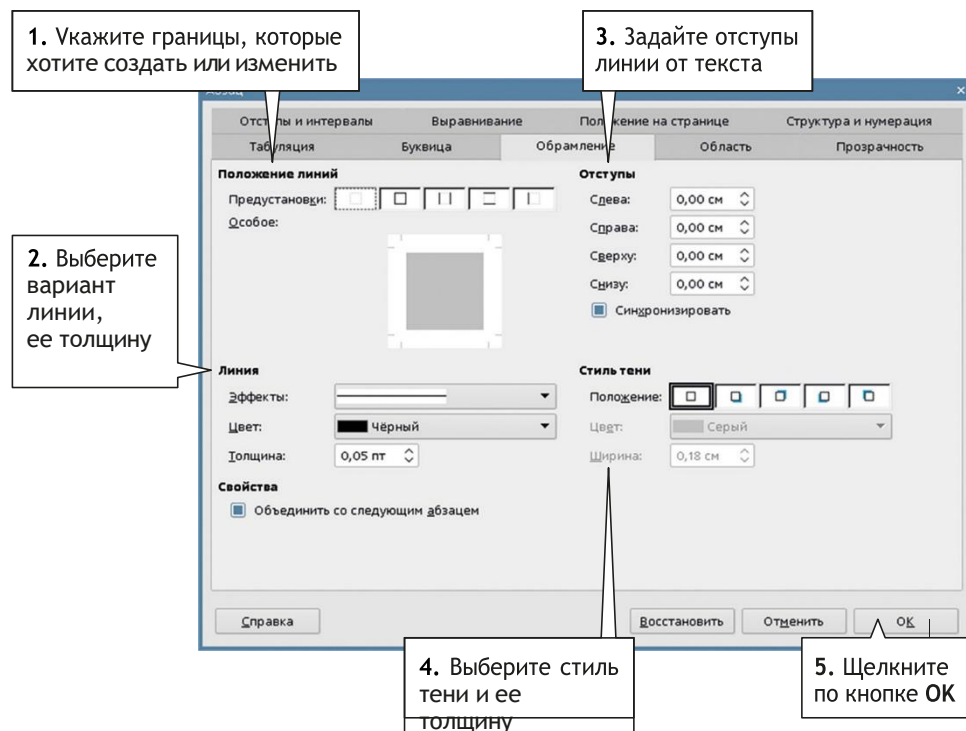 1. Укажите границы, которые
хотите создать или изменить
3. Задайте отступы
линии от текста
Абзац
Отступы и интервалы Выравнивание Положение на странице Структура и нумерация
Табуляция Буквица Обрамление Область Прозрачность
Положение линий
Предустановки:
Особое:
Отступы
Слева: 0,00 см
Справа: 0,00 см
Сверху: 0,00 см
Снизу: 0,00 см
Синхронизировать
2. Выберите
вариант
линии,
ее толщину
Линия
Эффекты:
Цвет: Чёрный
Толщина: 0,05 пт
Стиль тени
Положение:
Цвет: Серый
Ширина: 0,18 см
Свойства
Объединить со следующим абзацем
Справка Восстановить Отменить ОК
4. Выберите стиль
тени и ее
толщину
5. Щелкните
по кнопке ОК